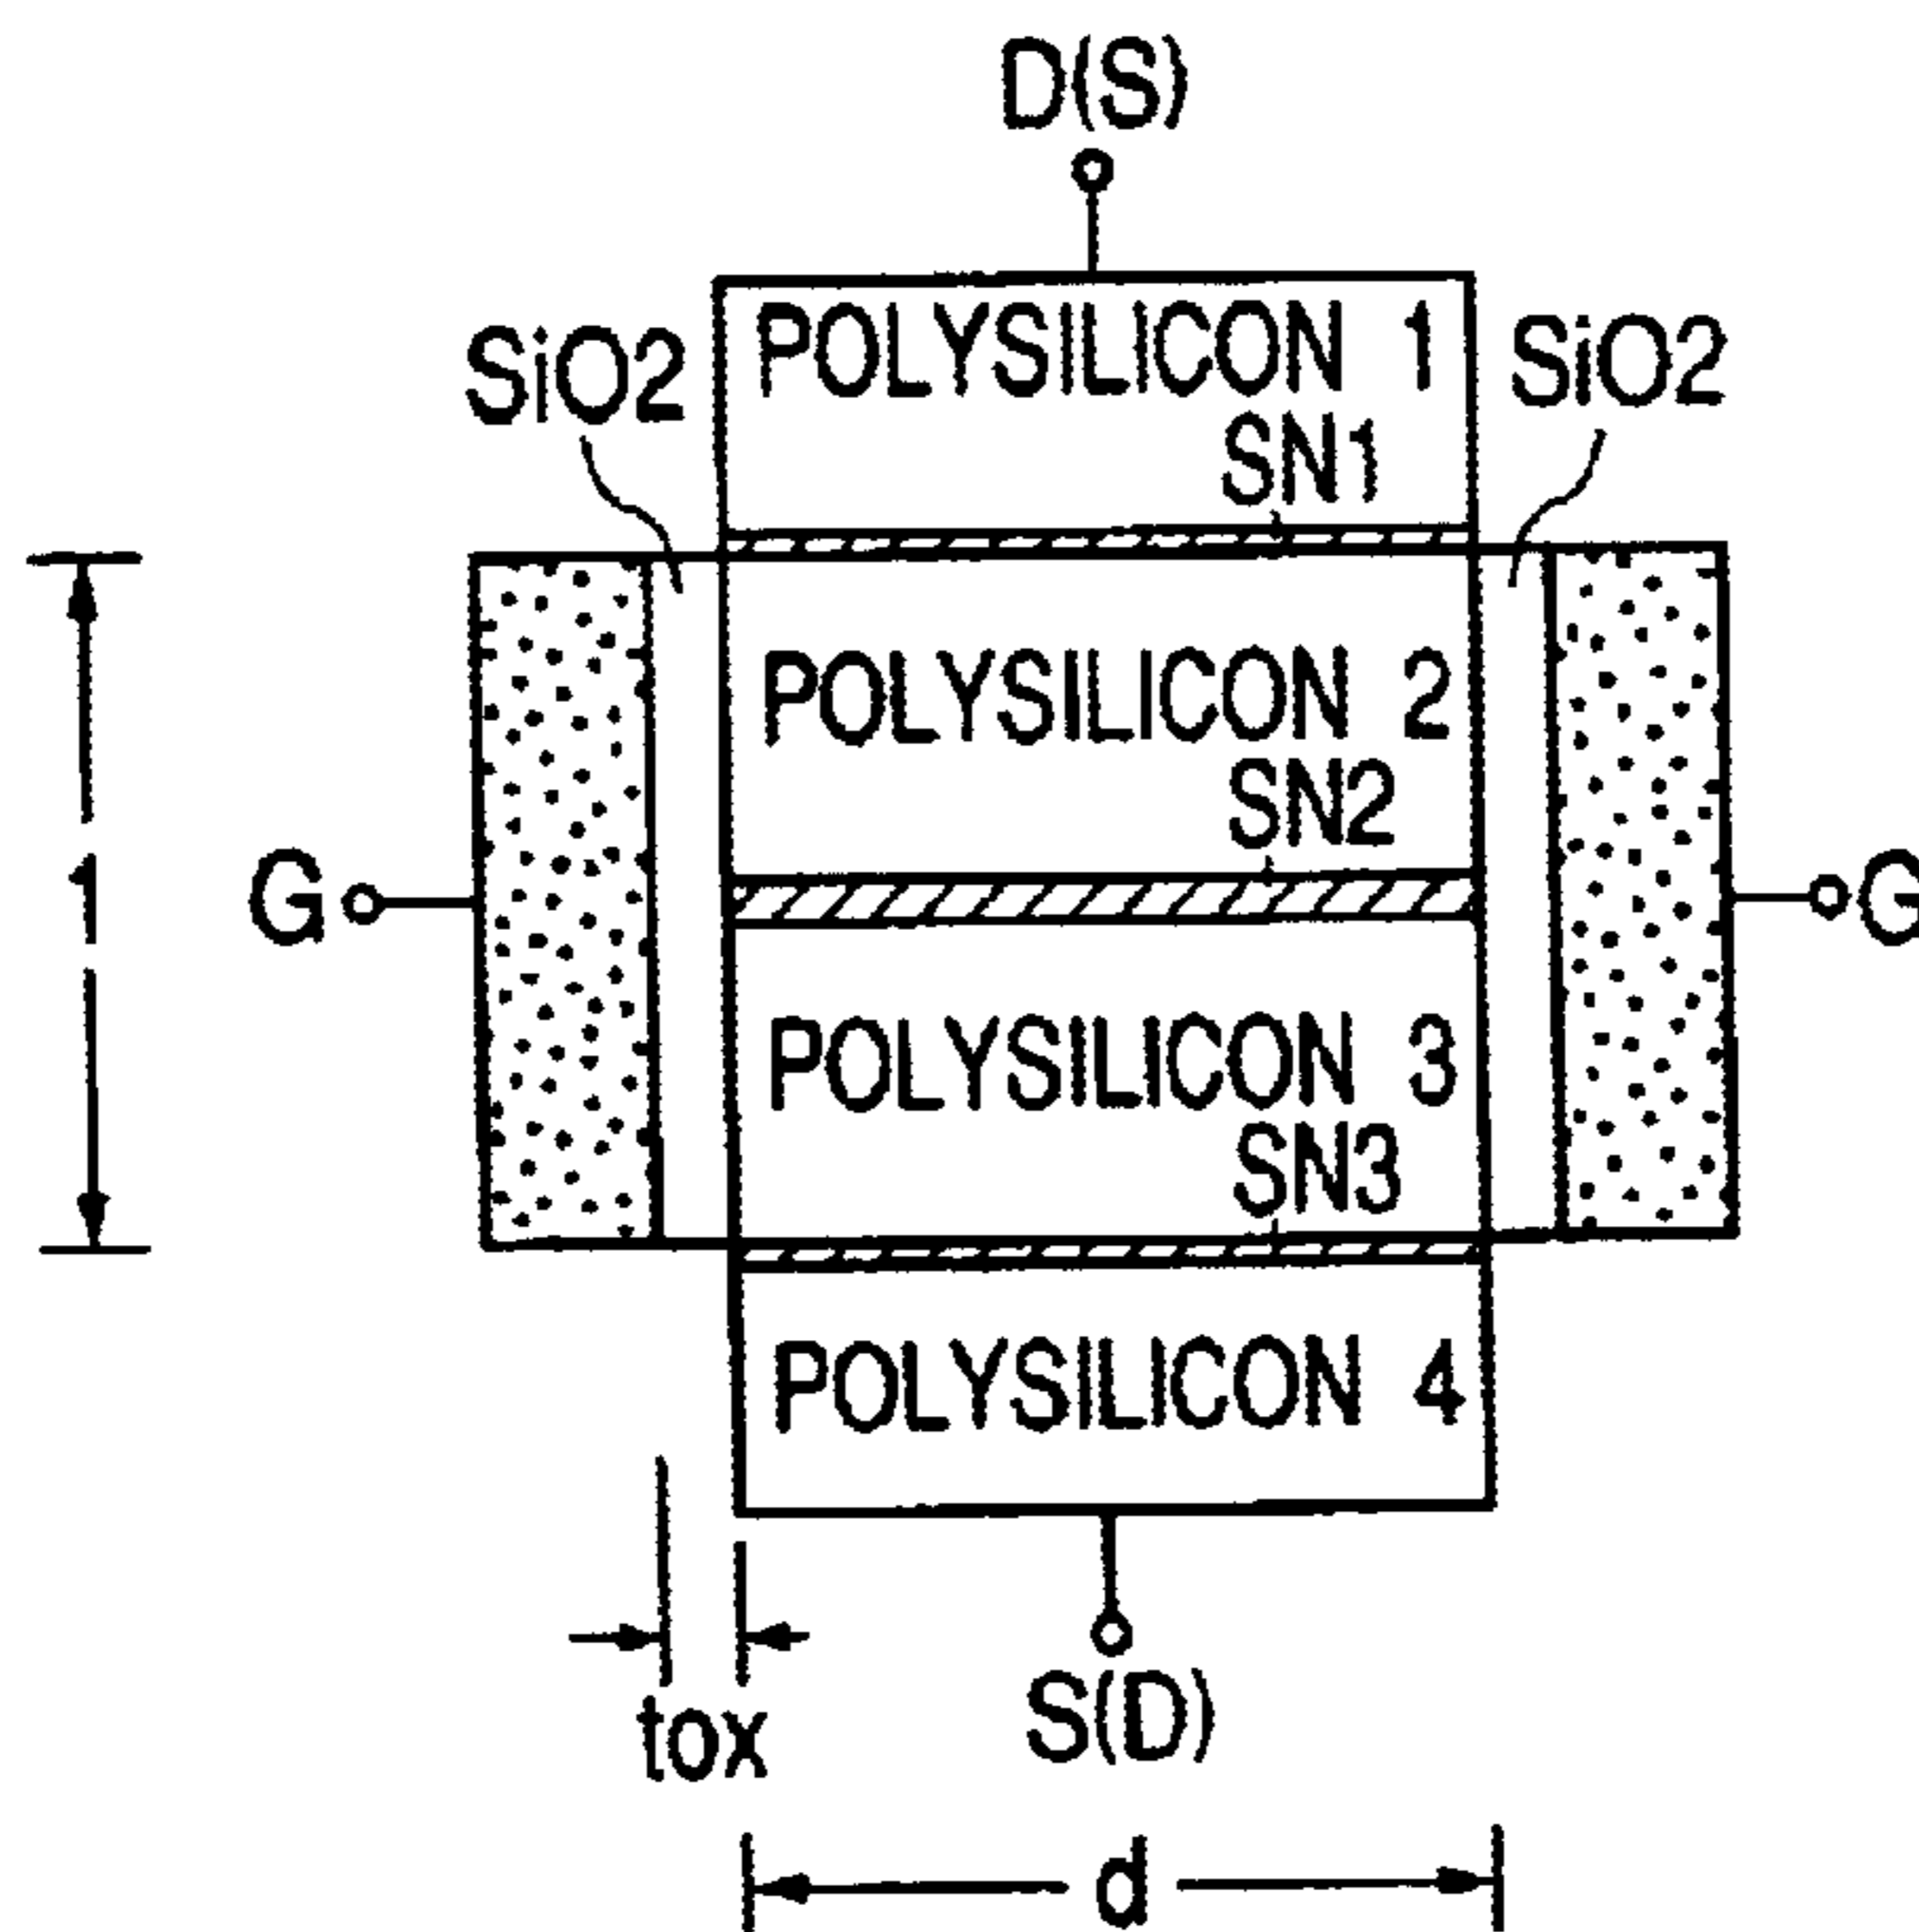 D(S)
SiO2
POLYSILICON 1
SiO2
SN1
POLYSILICON 2
SN2
1
G
G
POLYSILICON 3
SN3
POLYSILICON 4
tox
S(D)
d